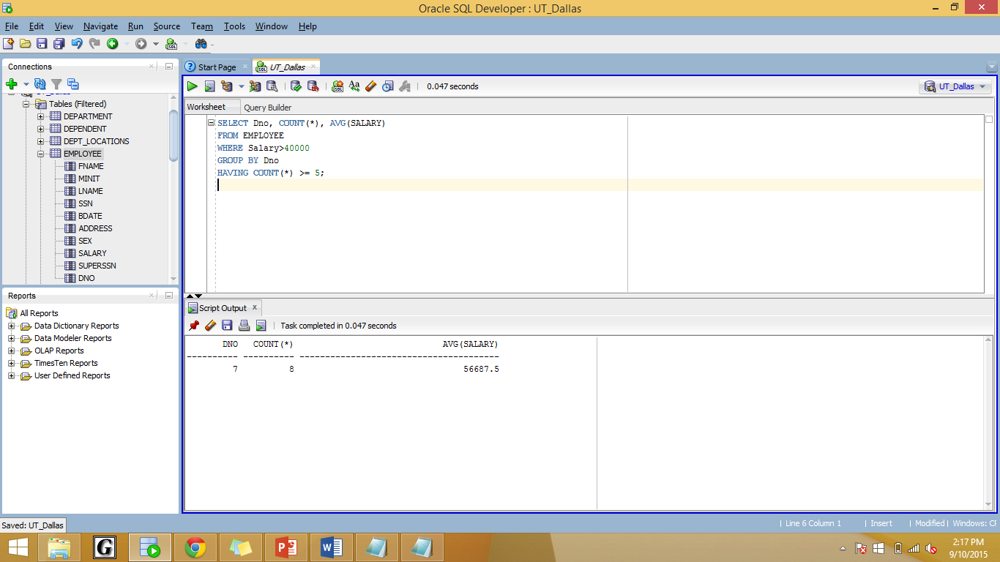 Oracle SQL Developer : UT_Dallas
File Edit View Navigate Run Source Team Tools Window Help
Connections
Tables (Filtered)
DEPARTMENT
DEPENDENT
DEPT_LOCATIONS
EMPLOYEE
FNAME
MINIT
LNAME
SSN
BDATE
ADDRESS
SEX
SALARY
SUPERSSN
DNO
Reports
All Reports
Data Dictionary Reports
Data Modeler Reports
OLAP Reports
TimesTen Reports
User Defined Reports
Start Page UT_Dallas
0.047 seconds UT_Dallas
Worksheet Query Builder
SELECT Dno, COUNT(*), AVG(SALARY)
FROM EMPLOYEE
WHERE Salary>40000
GROUP BY Dno
HAVING COUNT(*) >= 5;
Script Output
Task completed in 0.047 seconds
DNO COUNT(*) AVG(SALARY)
---------- ---------- ---------------------------------------
7 8 56687.5
Saved: UT_Dallas
Line 6 Column 1 Insert Modified Windows: CF
2:17 PM
9/10/2015